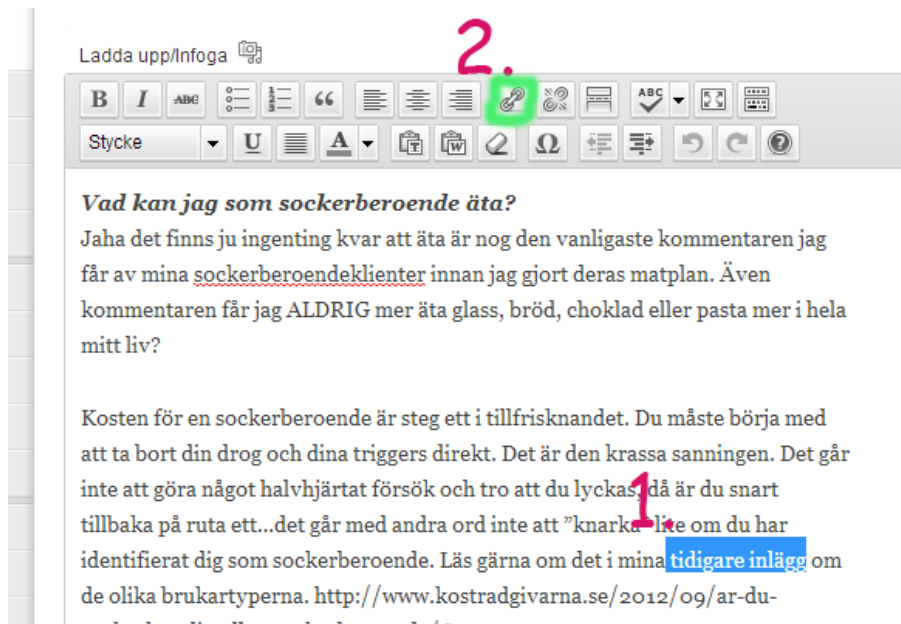 Ladda upp/Infoga
2.
B I ABC 1 2 3 “ ABC
Stycke U A T W Ω ?
Vad kan jag som sockerberoende äta?
Jaha det finns ju ingenting kvar att äta är nog den vanligaste kommentaren jag
får av mina sockerberoendeklienter innan jag gjort deras matplan. Även
kommentaren får jag ALDRIG mer äta glass, bröd, choklad eller pasta mer i hela
mitt liv?
Kosten för en sockerberoende är steg ett i tillfrisknandet. Du måste börja med
att ta bort din drog och dina triggers direkt. Det är den krassa sanningen. Det går
inte att göra något halvhjärtat försök och tro att du lyckas, då är du snart
1.
tillbaka på ruta ett...det går med andra ord inte att ”knarka” lite om du har
identifierat dig som sockerberoende. Läs gärna om det i mina tidigare inlägg om
de olika brukartyperna. http://www.kostradgivarna.se/2012/09/ar-du-